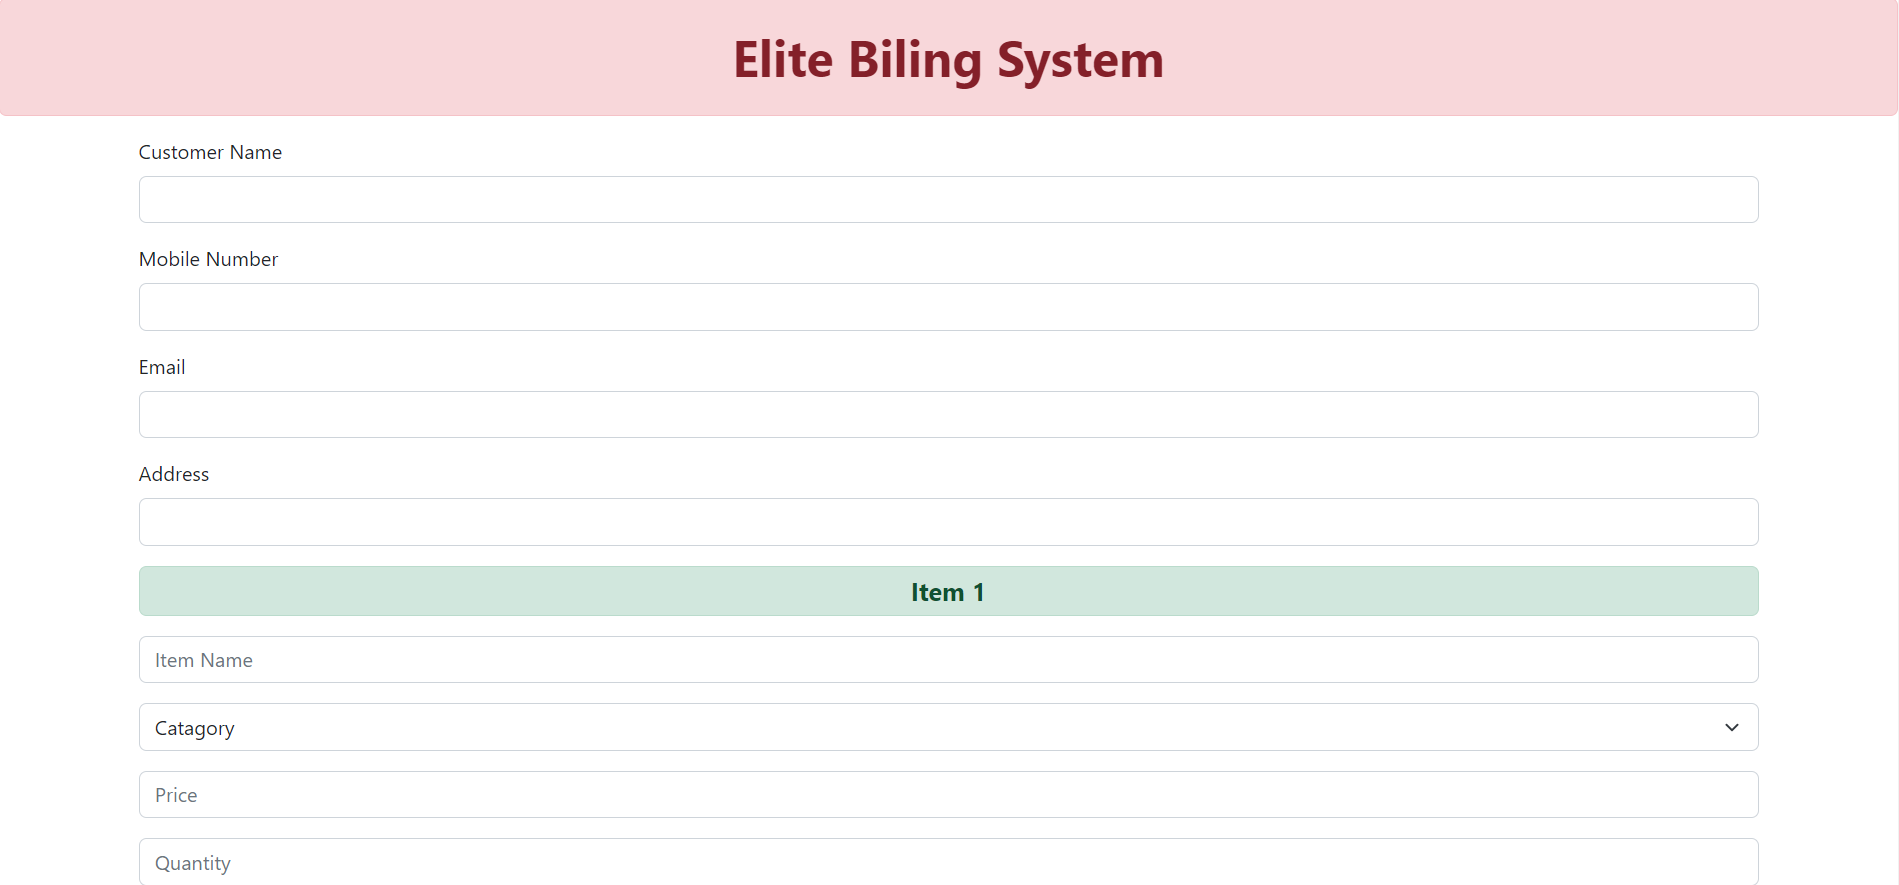 Elite Biling System
Customer Name
Mobile Number
Email
Address
Item 1
Item Name
Catagory
Price
Quantity